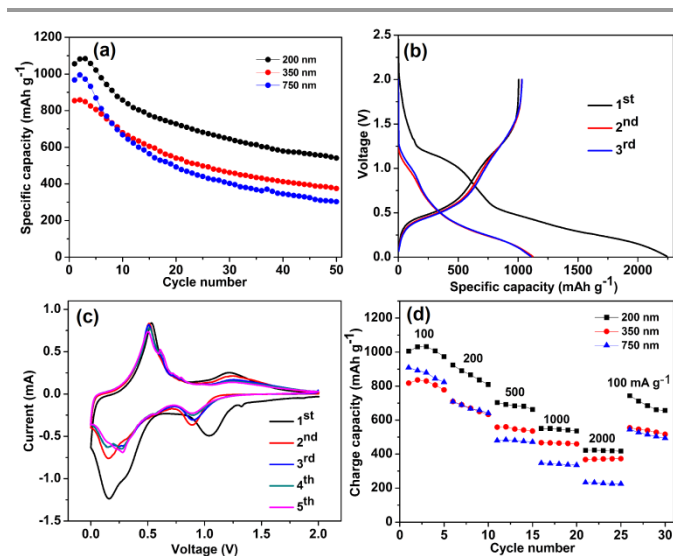 (a)
200 nm
350 nm
750 nm
Specific capacity (mAh g⁻¹)
1200
1000
800
600
400
200
0
0 10 20 30 40 50
Cycle number
(b)
1st
2nd
3rd
Voltage (V)
2.5
2.0
1.5
1.0
0.5
0.0
0 500 1000 1500 2000
Specific capacity (mAh g⁻¹)
(c)
1st
2nd
3rd
4th
5th
Current (mA)
1.0
0.5
0.0
-0.5
-1.0
-1.5
0.0 0.5 1.0 1.5 2.0
Voltage (V)
(d)
200 nm
350 nm
750 nm
100
200
500
1000
2000
100 mA g⁻¹
Charge capacity (mAh g⁻¹)
1200
1000
800
600
400
200
0
0 5 10 15 20 25 30
Cycle number